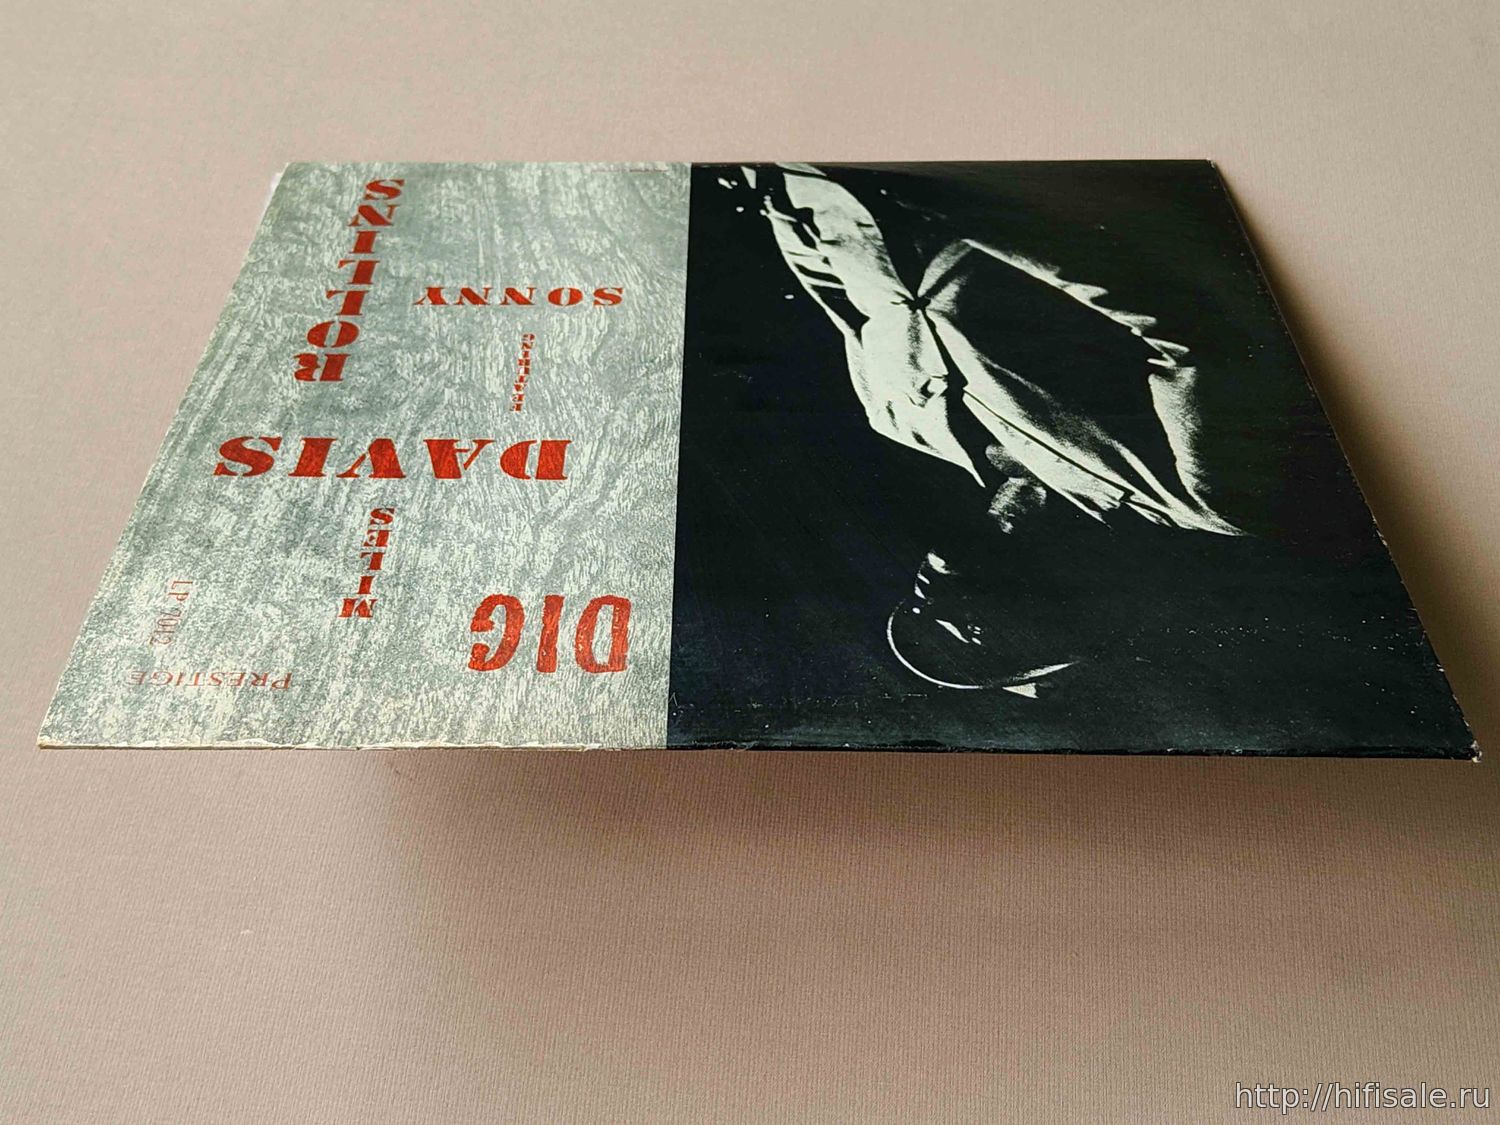 DIG
MILES
DAVIS
FEATURING
SONNY
ROLLINS
PRESTIGE
LP 7012
http://hifisale.ru